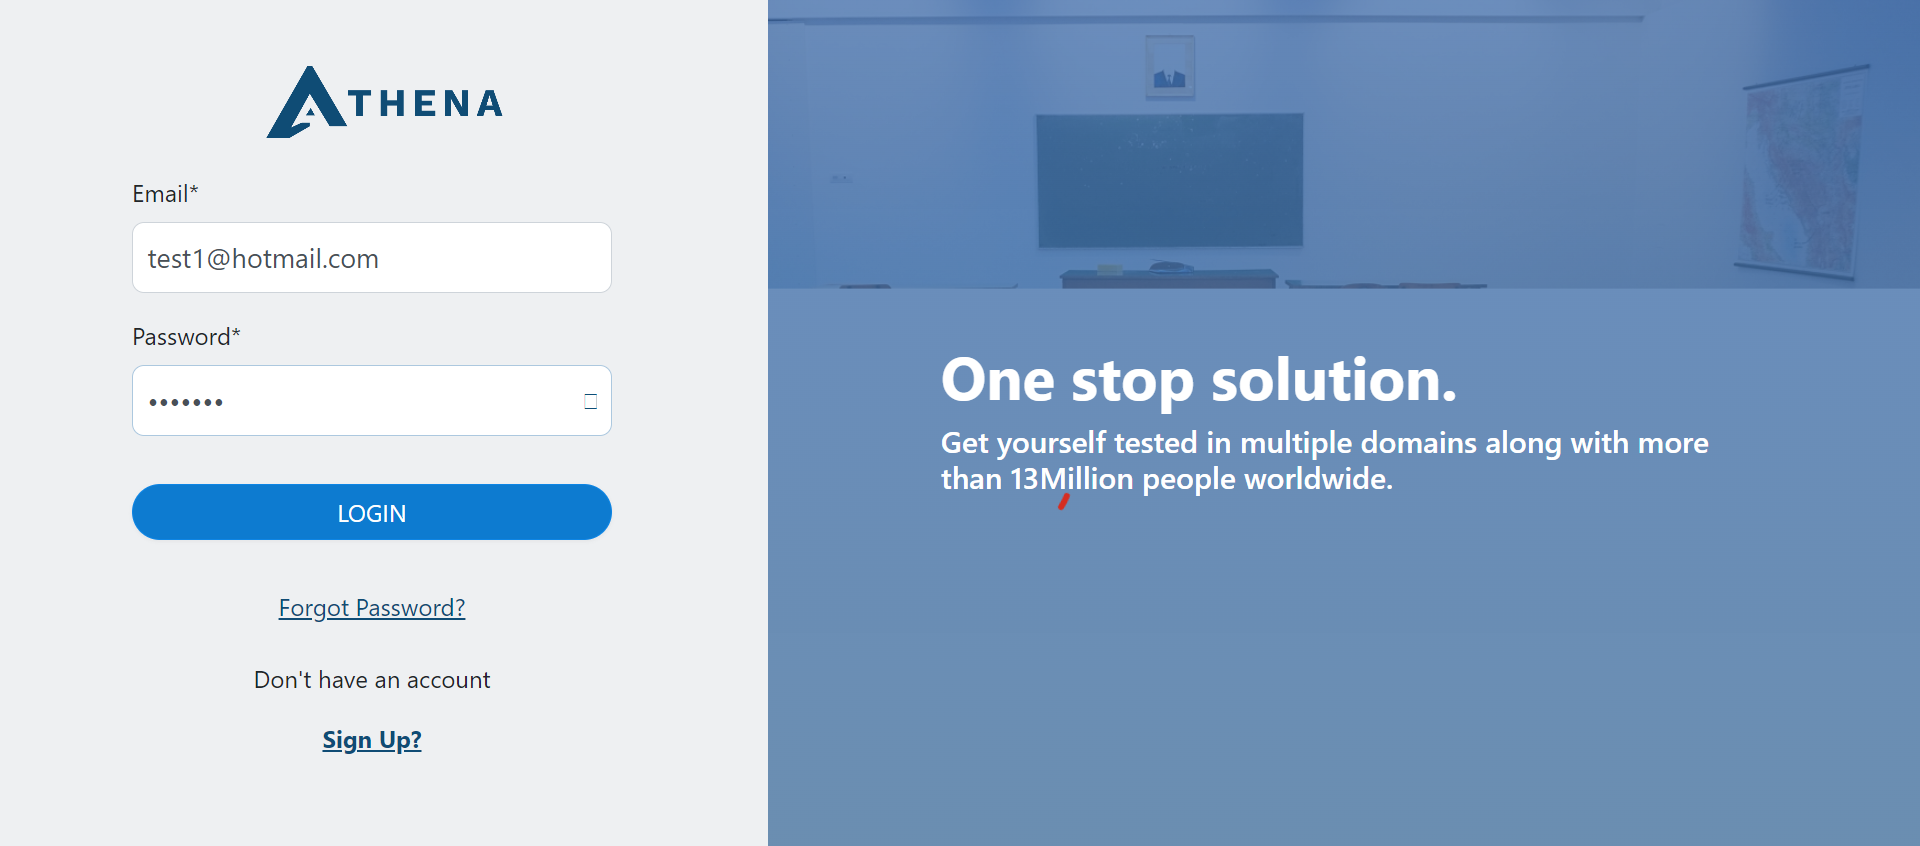 ATHENA
Email*
test1@hotmail.com
Password*
•••••••
LOGIN
Forgot Password?
Don't have an account
Sign Up?
One stop solution.
Get yourself tested in multiple domains along with more
than 13Million people worldwide.